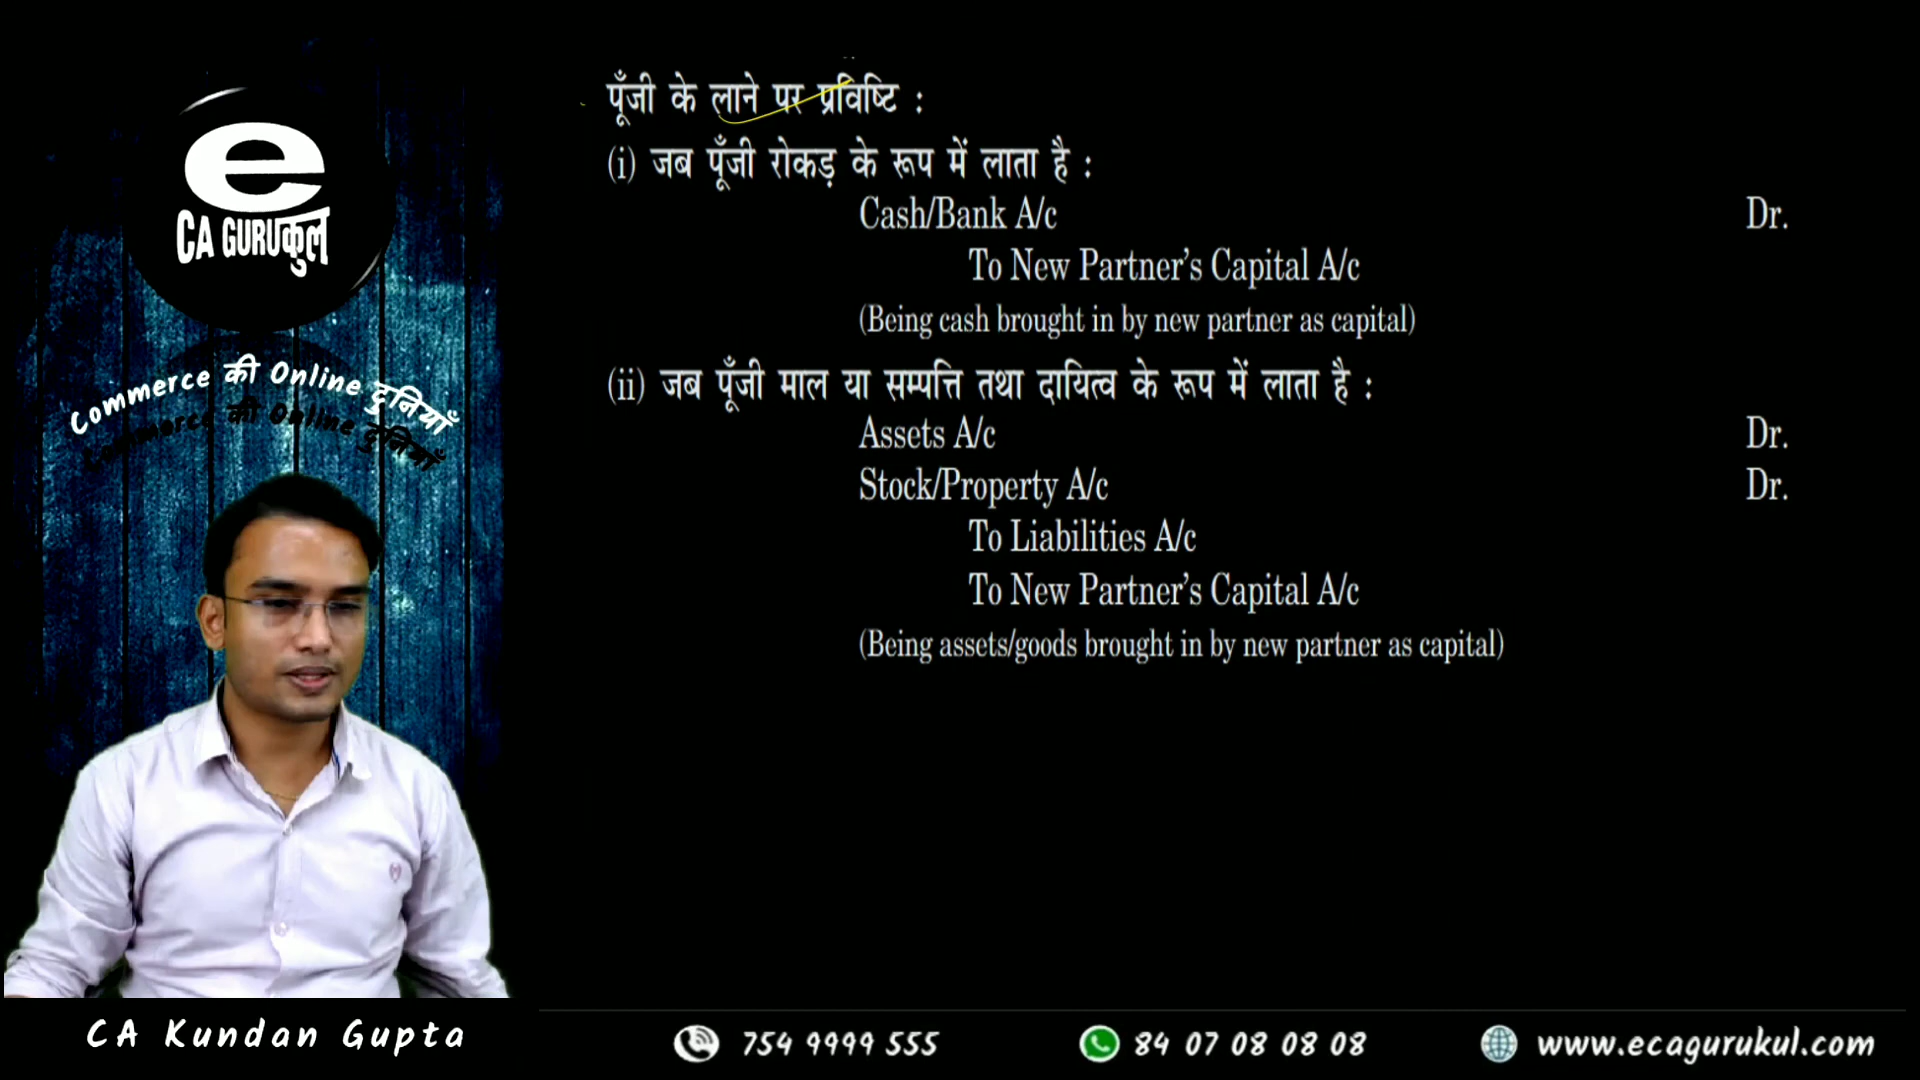 e
CA GURUकुल
Commerce की Online दुनियाँ
पूँजी के लाने पर प्रविष्टि :
(i) जब पूँजी रोकड़ के रूप में लाता है :
Cash/Bank A/c Dr.
To New Partner’s Capital A/c
(Being cash brought in by new partner as capital)
(ii) जब पूँजी माल या सम्पत्ति तथा दायित्व के रूप में लाता है :
Assets A/c Dr.
Stock/Property A/c Dr.
To Liabilities A/c
To New Partner’s Capital A/c
(Being assets/goods brought in by new partner as capital)
CA Kundan Gupta
754 9999 555
84 07 08 08 08
www.ecagurukul.com